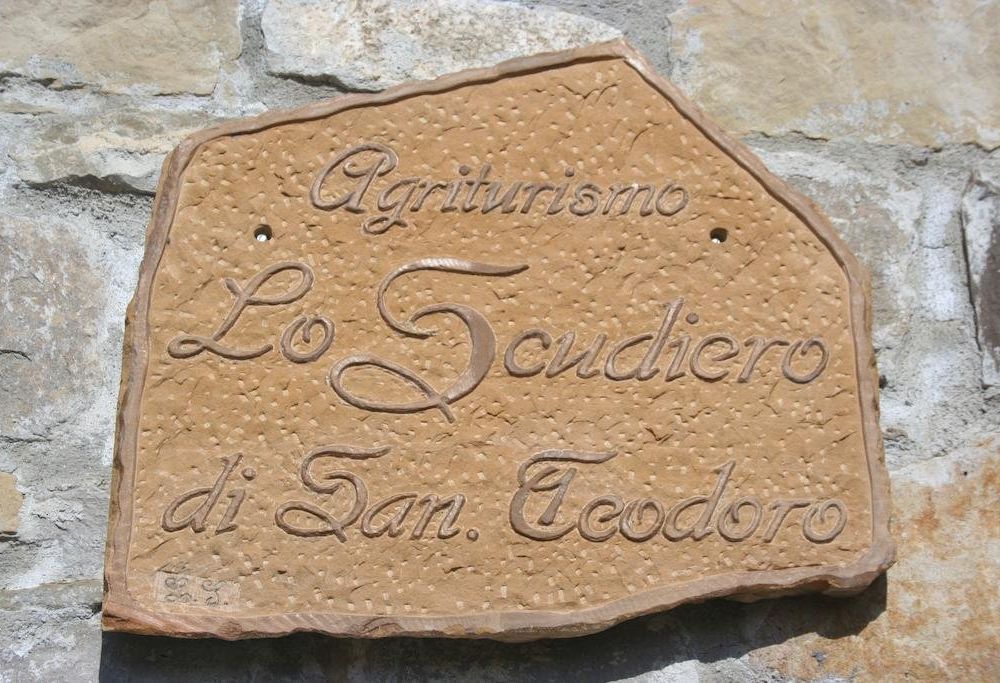 Agriturismo
Lo Scudiero
di San. Teodoro